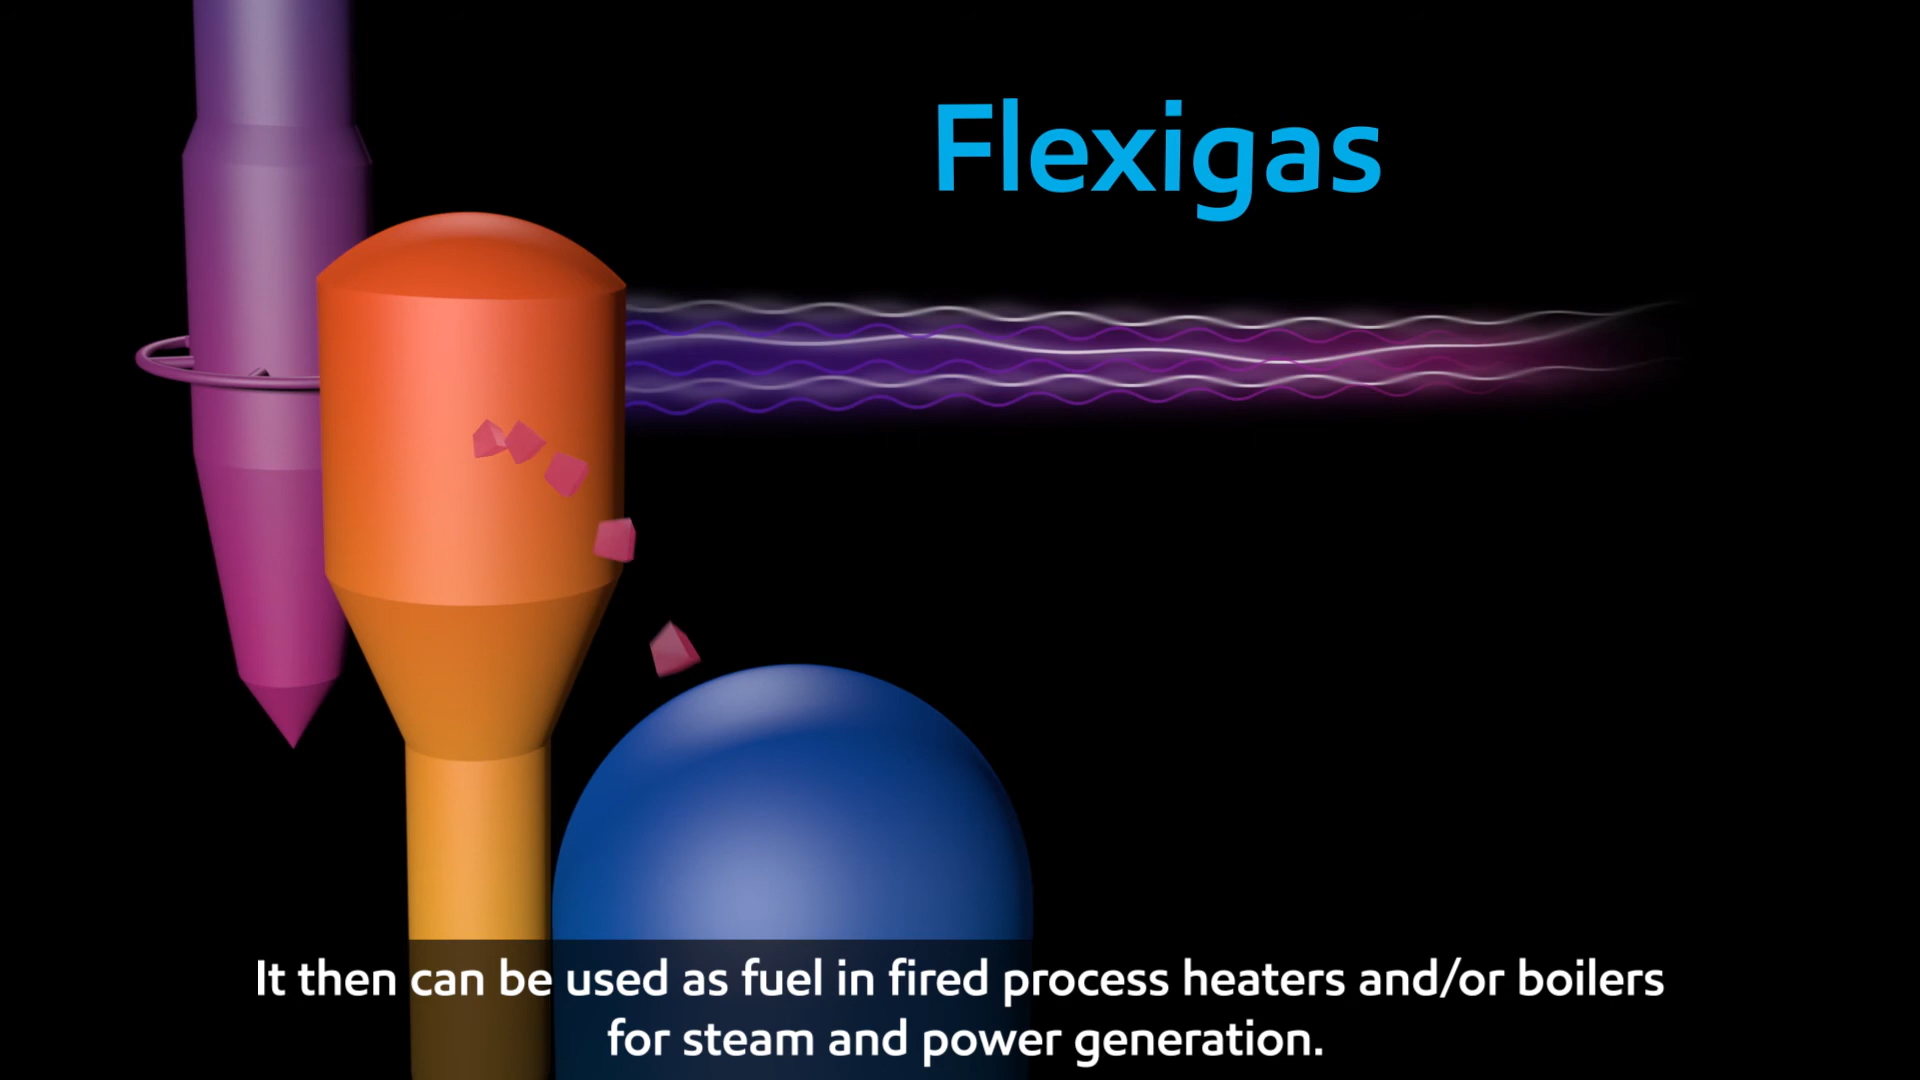 Flexigas
It then can be used as fuel in fired process heaters and/or boilers
for steam and power generation.